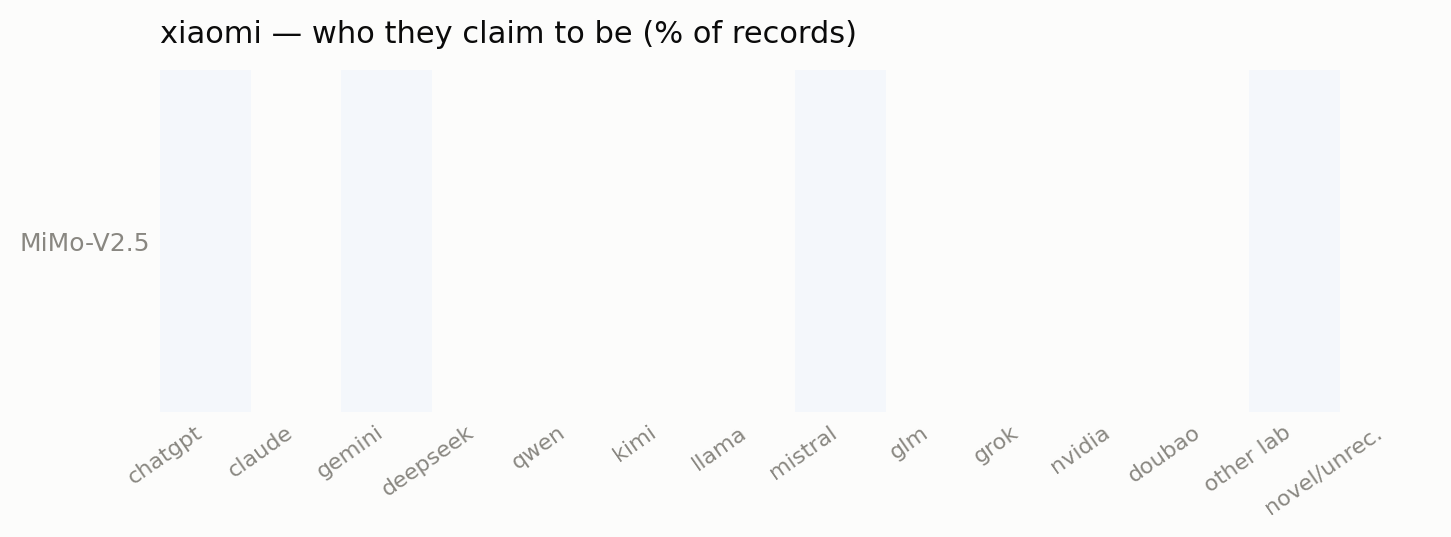 xiaomi — who they claim to be (% of records)
MiMo-V2.5
chatgpt
claude
gemini
deepseek
qwen
kimi
llama
mistral
glm
grok
nvidia
doubao
other lab
novel/unrec.